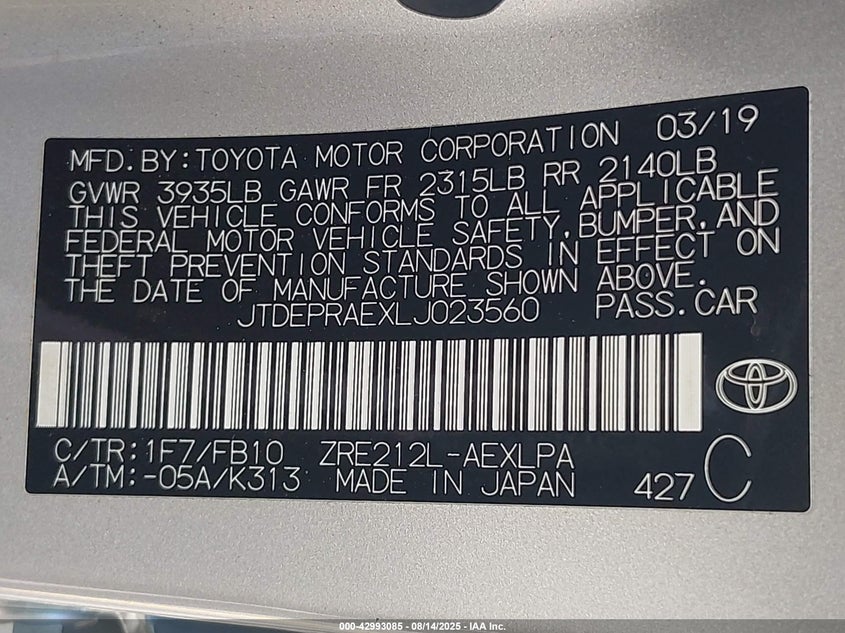 MFD. BY: TOYOTA MOTOR CORPORATION 03/19
GVWR 3935LB GAWR FR 2315LB RR 2140LB
THIS VEHICLE CONFORMS TO ALL APPLICABLE
FEDERAL MOTOR VEHICLE SAFETY, BUMPER, AND
THEFT PREVENTION STANDARDS IN EFFECT ON
THE DATE OF MANUFACTURE SHOWN ABOVE.
JTDEPRAEXLJ023560 PASS. CAR
C/TR: 1F7/FB10 ZRE212L-AEXLPA
A/TM: -05A/K313 MADE IN JAPAN 427 C
000-42993085 - 08/14/2025 - IAA Inc.